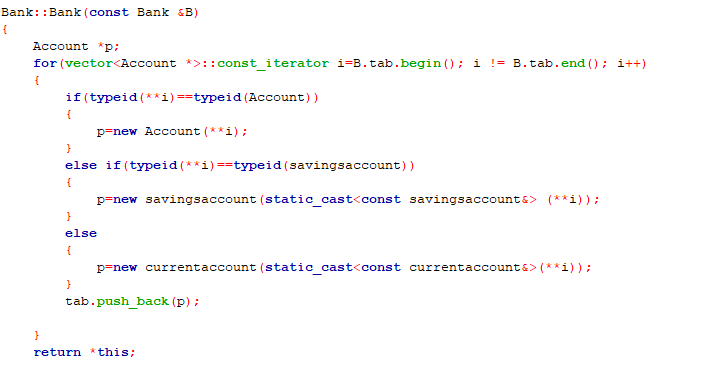 Bank::Bank(const Bank &B)
{
    Account *p;
    for(vector<Account *>::const_iterator i=B.tab.begin(); i != B.tab.end(); i++)
    {
        if(typeid(**i)==typeid(Account))
        {
            p=new Account(**i);
        }
        else if(typeid(**i)==typeid(savingsaccount))
        {
            p=new savingsaccount(static_cast<const savingsaccount&> (**i));
        }
        else
        {
            p=new currentaccount(static_cast<const currentaccount&>(**i));
        }
        tab.push_back(p);

    }
    return *this;